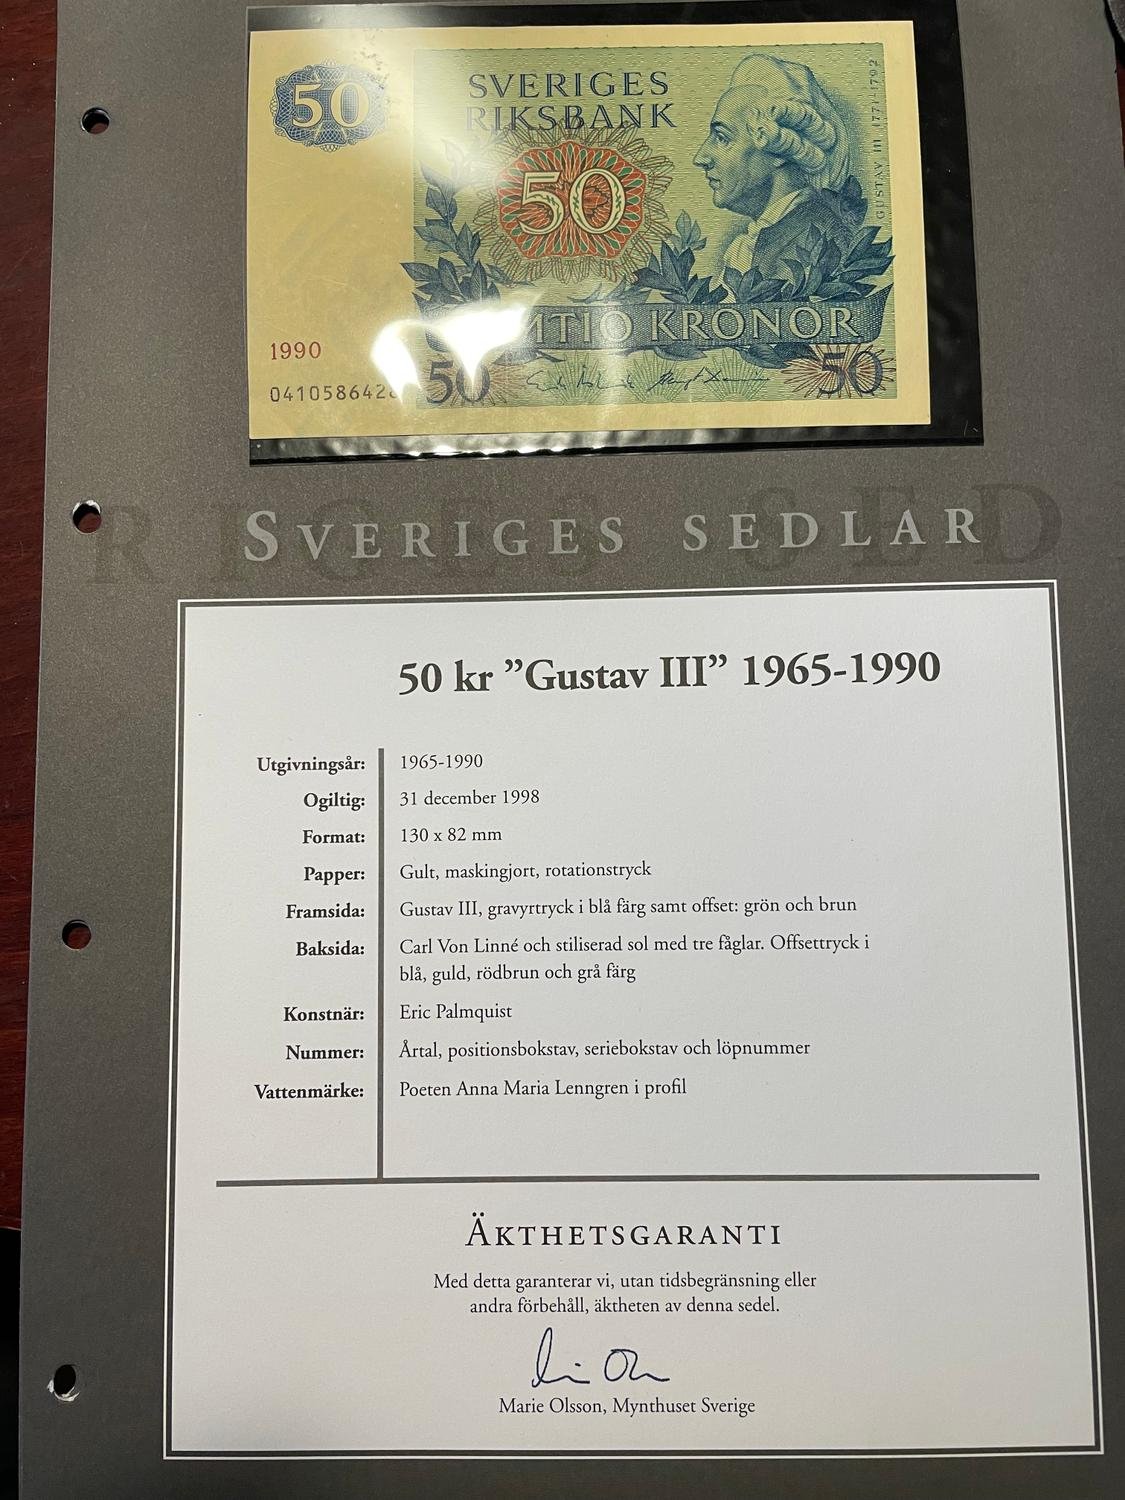 50
SVERIGES
RIKSBANK
50
GUSTAV III 1771-1792
KRONOR
1990
50
50
SVERIGES SEDLAR
50 kr ”Gustav III” 1965-1990
Utgivningsår: 1965-1990
Ogiltig: 31 december 1998
Format: 130 x 82 mm
Papper: Gult, maskingjort, rotationstryck
Framsida: Gustav III, gravyrtryck i blå färg samt offset: grön och brun
Baksida: Carl Von Linné och stiliserad sol med tre fåglar. Offsettryck i
blå, guld, rödbrun och grå färg
Konstnär: Eric Palmquist
Nummer: Årtal, positionsbokstav, seriebokstav och löpnummer
Vattenmärke: Poeten Anna Maria Lenngren i profil
ÄKTHETSGARANTI
Med detta garanterar vi, utan tidsbegränsning eller
andra förbehåll, äktheten av denna sedel.
Marie Olsson, Mynthuset Sverige